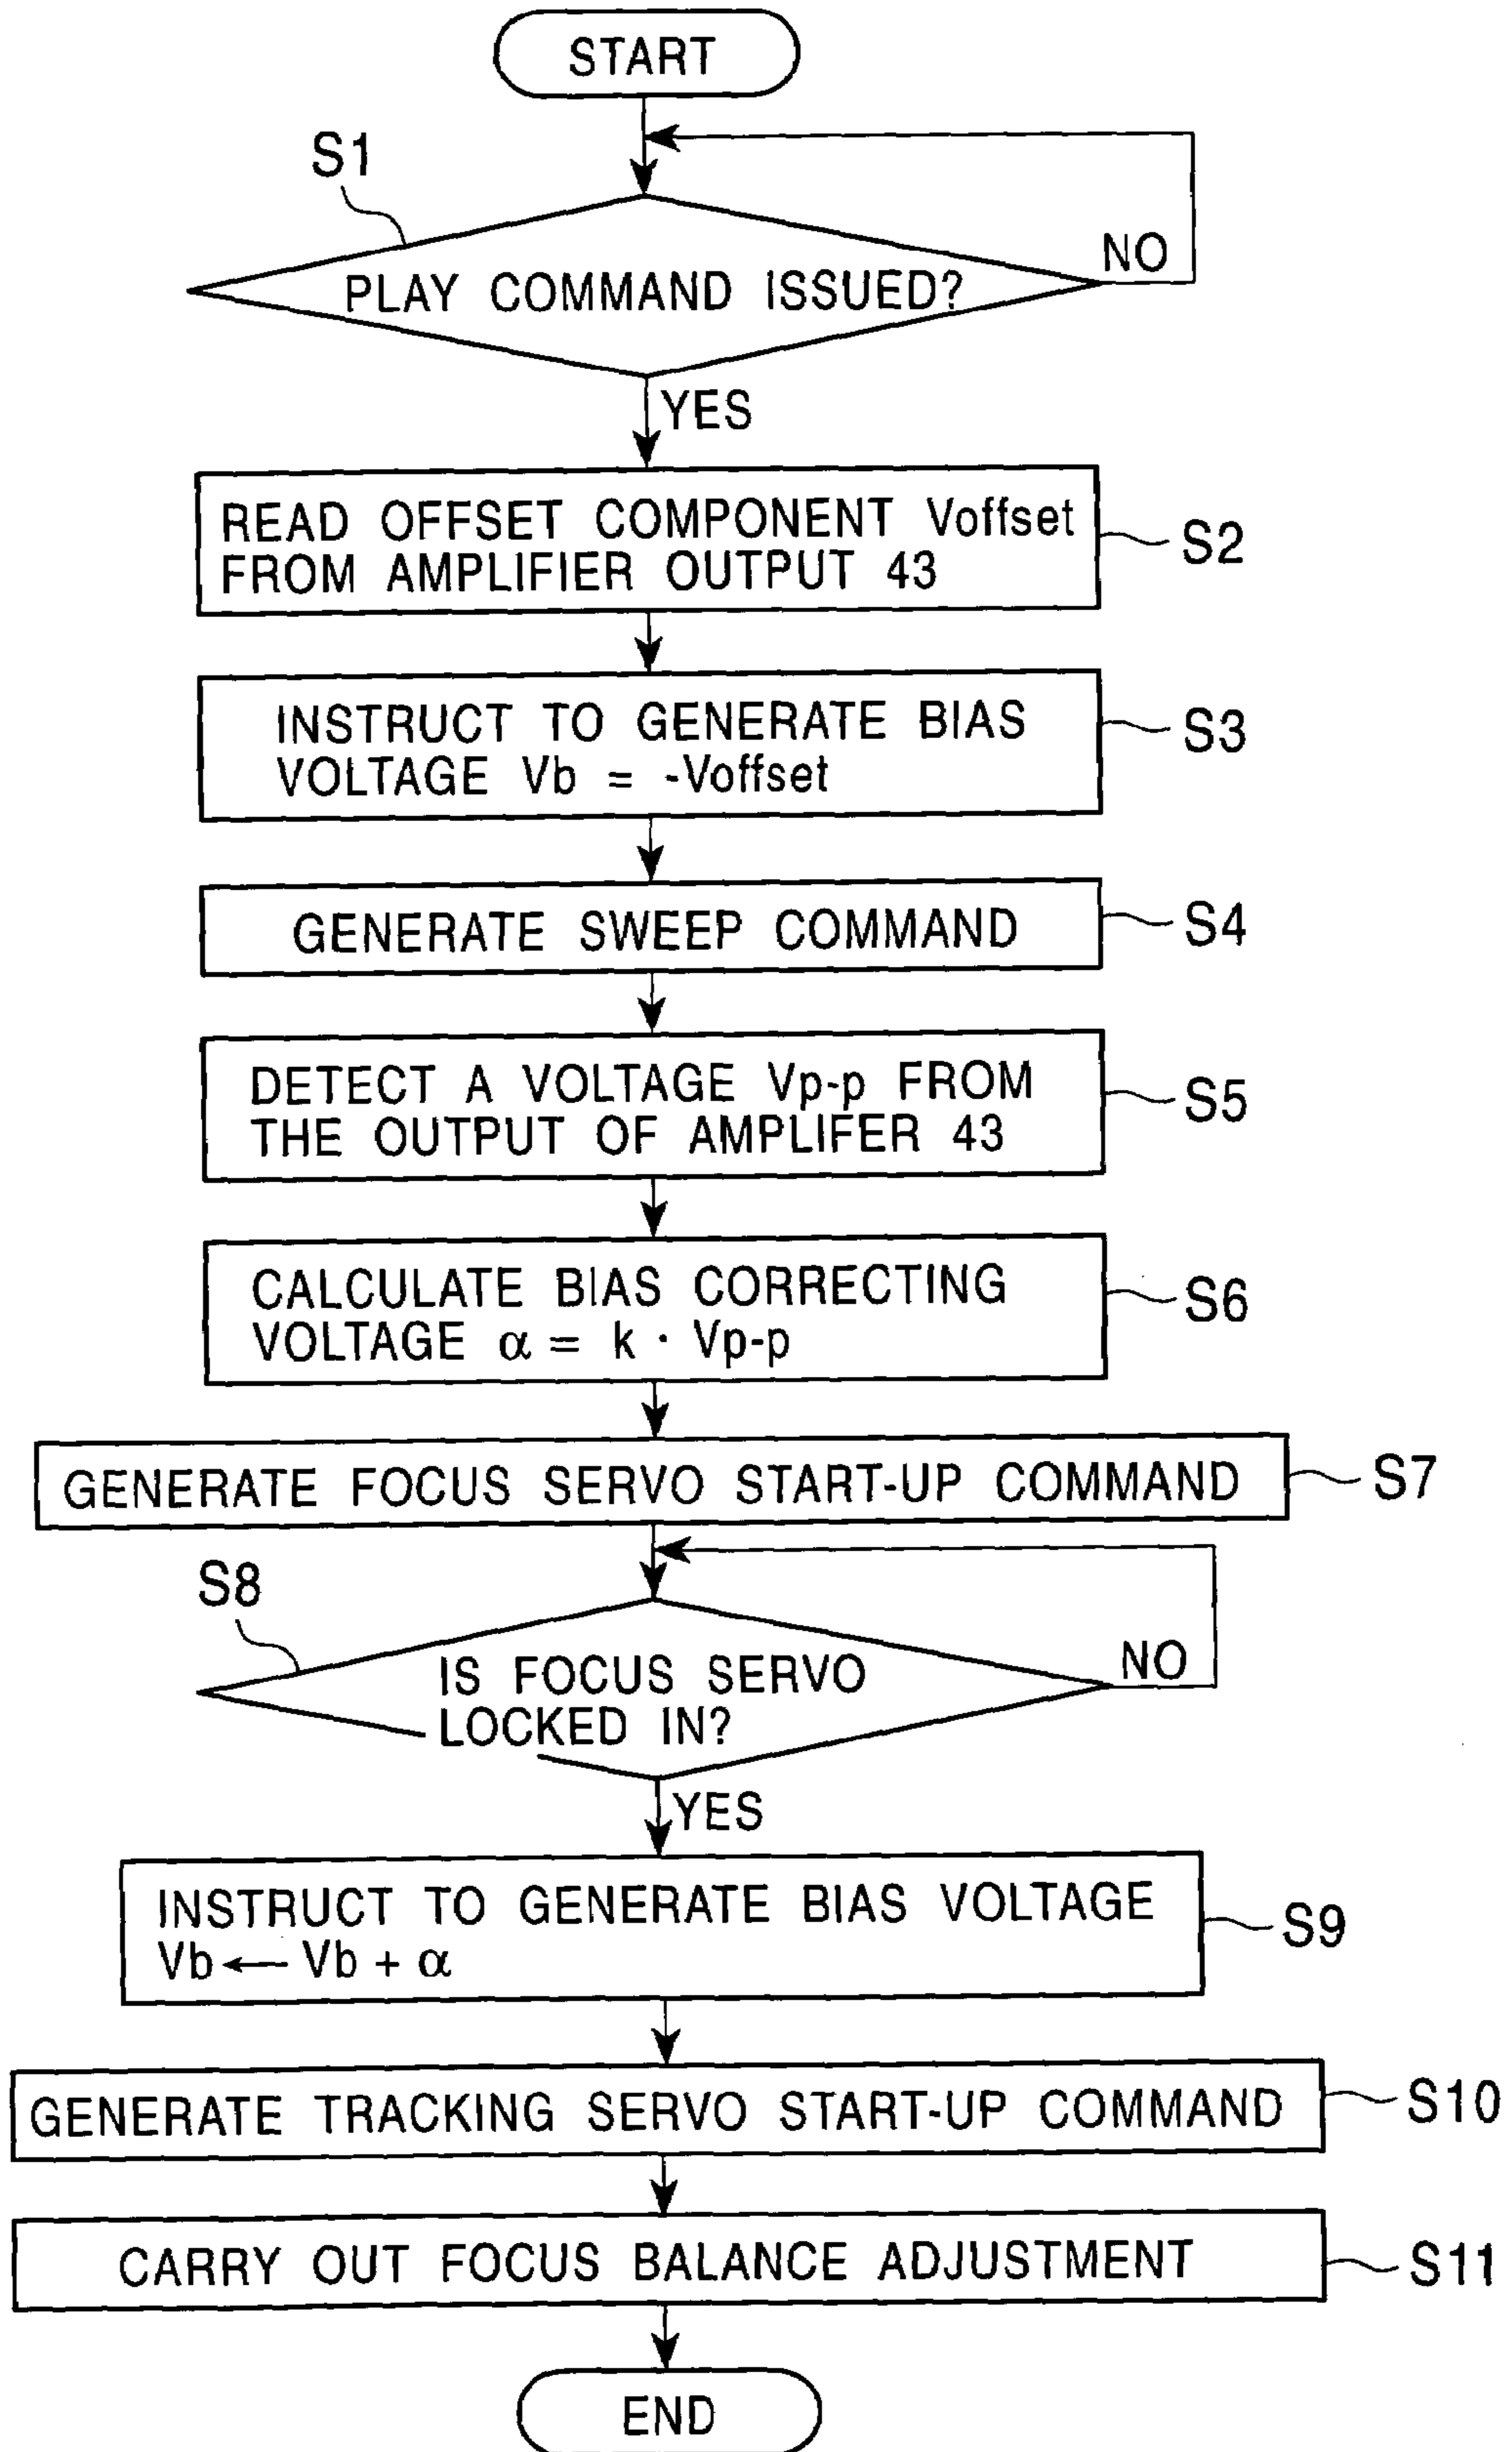 START
S1
PLAY COMMAND ISSUED?
NO
YES
READ OFFSET COMPONENT Voffset
FROM AMPLIFIER OUTPUT 43
S2
INSTRUCT TO GENERATE BIAS
VOLTAGE Vb = -Voffset
S3
GENERATE SWEEP COMMAND
S4
DETECT A VOLTAGE Vp-p FROM
THE OUTPUT OF AMPLIFER 43
S5
CALCULATE BIAS CORRECTING
VOLTAGE α = k · Vp-p
S6
GENERATE FOCUS SERVO START-UP COMMAND
S7
S8
IS FOCUS SERVO
LOCKED IN?
NO
YES
INSTRUCT TO GENERATE BIAS VOLTAGE
Vb ← Vb + α
S9
GENERATE TRACKING SERVO START-UP COMMAND
S10
CARRY OUT FOCUS BALANCE ADJUSTMENT
S11
END